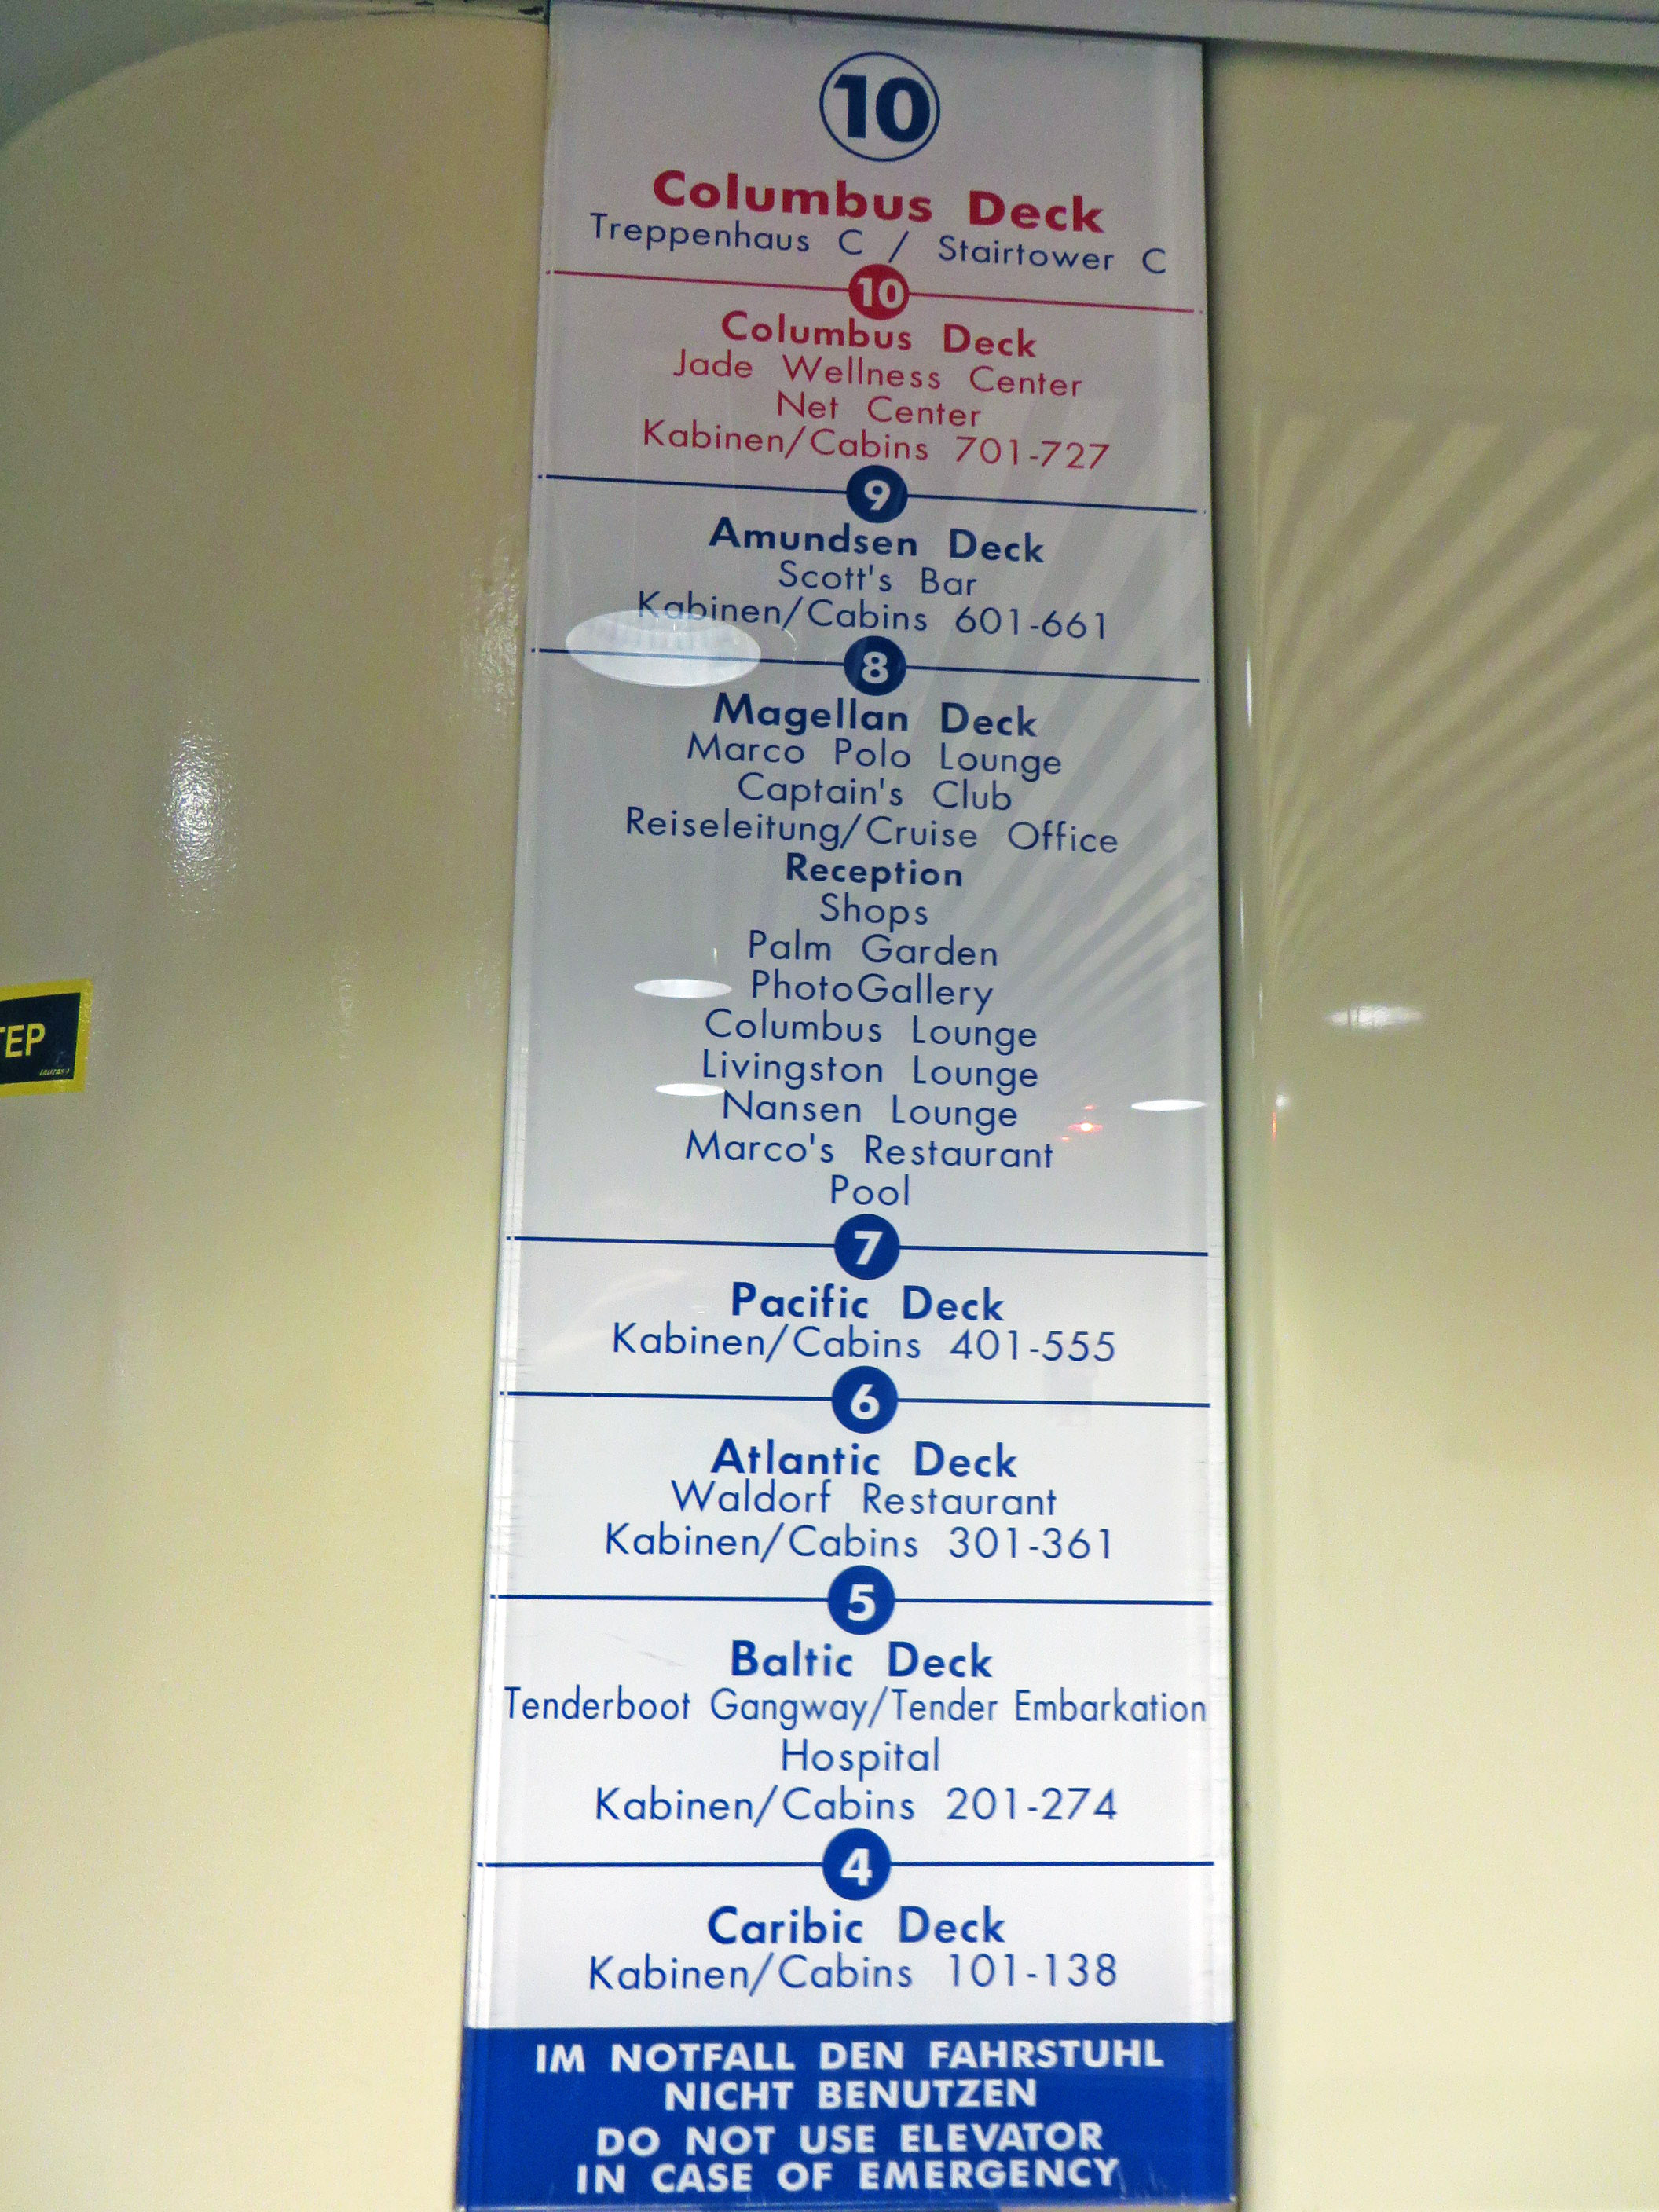 10
Columbus Deck
Treppenhaus C / Stairtower C
10
Columbus Deck
Jade Wellness Center
Net Center
Kabinen/Cabins 701-727
9
Amundsen Deck
Scott's Bar
Kabinen/Cabins 601-661
8
Magellan Deck
Marco Polo Lounge
Captain's Club
Reiseleitung/Cruise Office
Reception
Shops
Palm Garden
PhotoGallery
Columbus Lounge
Livingston Lounge
Nansen Lounge
Marco's Restaurant
Pool
7
Pacific Deck
Kabinen/Cabins 401-555
6
Atlantic Deck
Waldorf Restaurant
Kabinen/Cabins 301-361
5
Baltic Deck
Tenderboot Gangway/Tender Embarkation
Hospital
Kabinen/Cabins 201-274
4
Caribic Deck
Kabinen/Cabins 101-138
IM NOTFALL DEN FAHRSTUHL
NICHT BENUTZEN
DO NOT USE ELEVATOR
IN CASE OF EMERGENCY